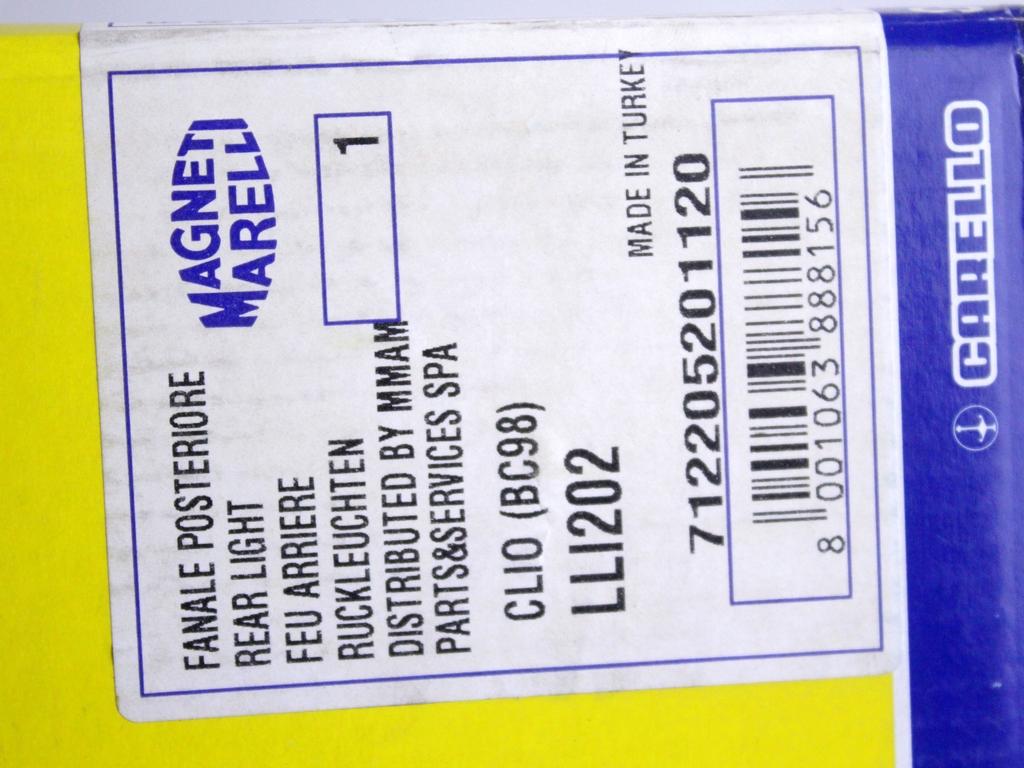 MAGNETI
MARELLI
FANALE POSTERIORE
REAR LIGHT
FEU ARRIERE
RUCKLEUCHTEN
1
DISTRIBUTED BY MMAM
PARTS&SERVICES SPA
CLIO (BC98)
LLI202
MADE IN TURKEY
712205201120
8 001063 888156
CARELLO